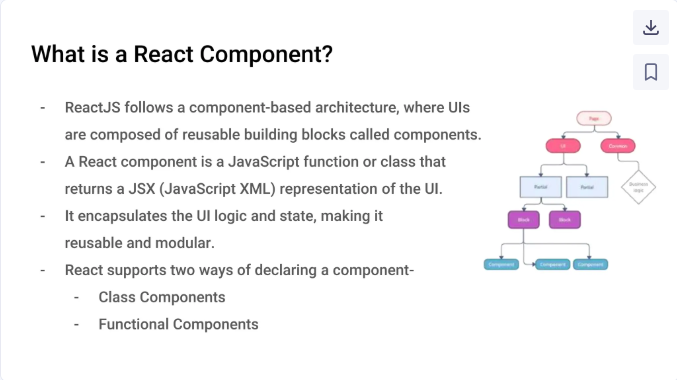 What is a React Component?
- ReactJS follows a component-based architecture, where UIs
are composed of reusable building blocks called components.
- A React component is a JavaScript function or class that
returns a JSX (JavaScript XML) representation of the UI.
- It encapsulates the UI logic and state, making it
reusable and modular.
- React supports two ways of declaring a component-
- Class Components
- Functional Components
Page
UI
Partial
Partial
Business
logic
Block
Block
Component
Component
Component